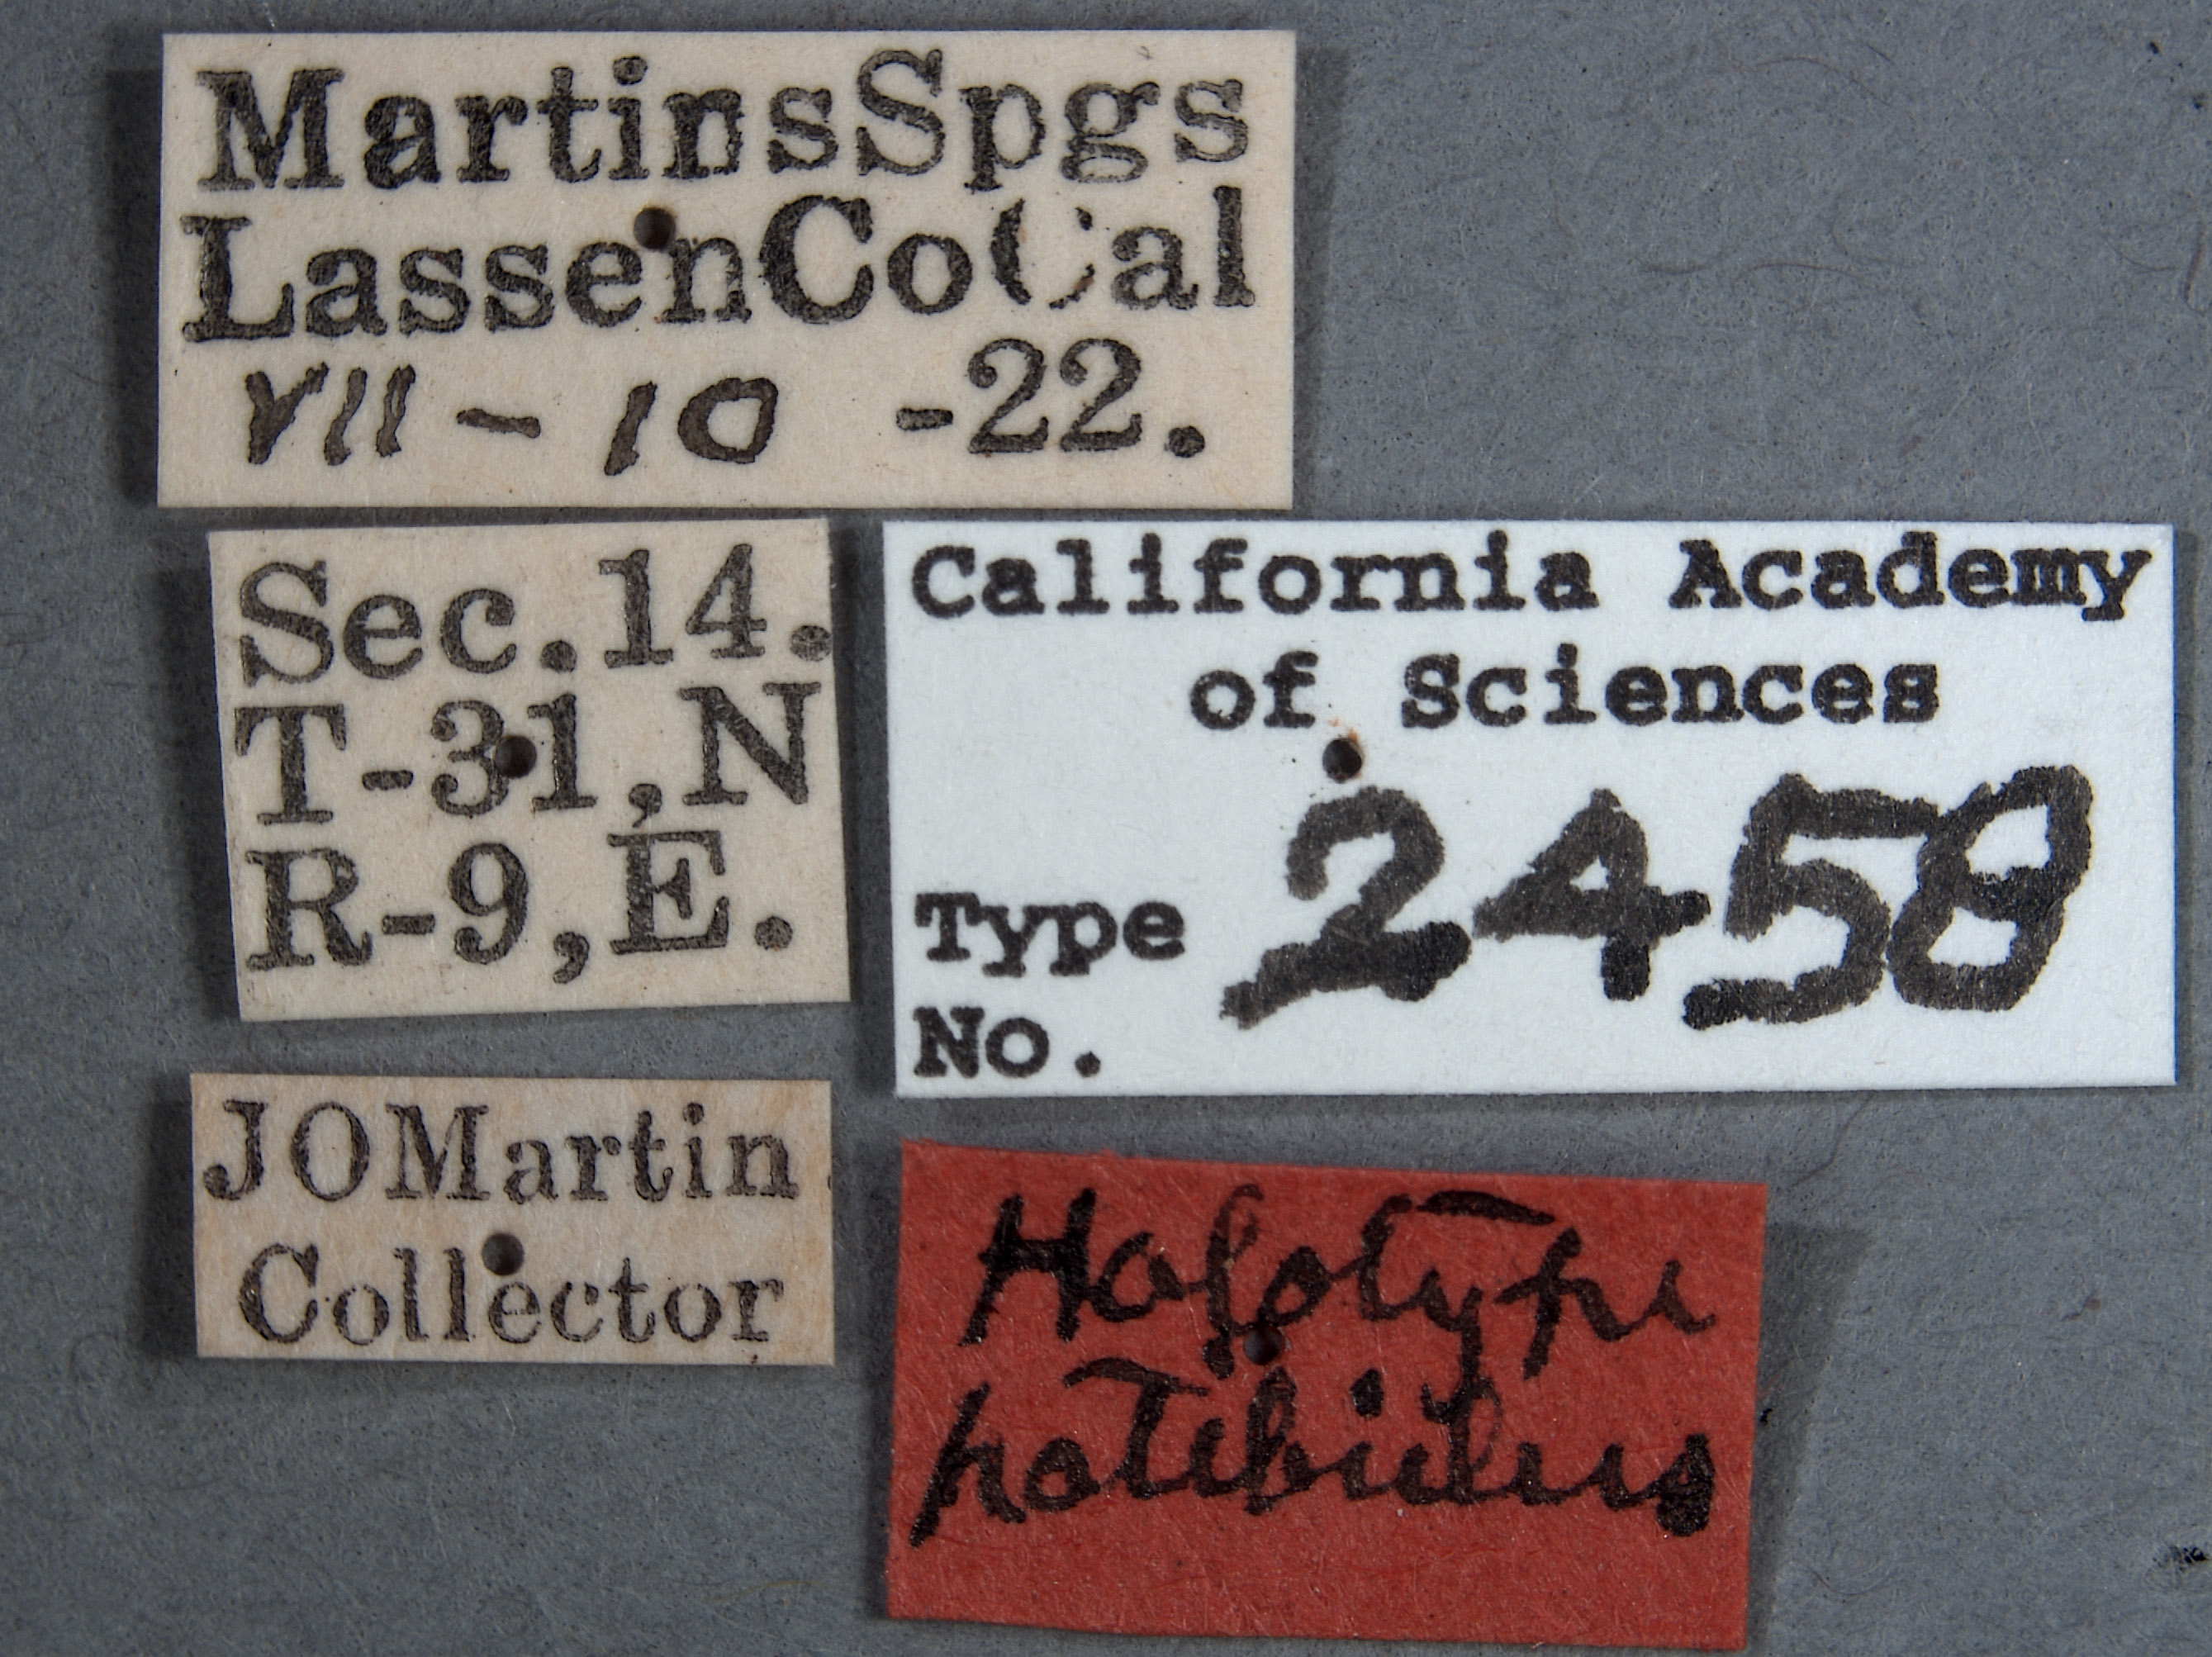 MartinsSpgs
LassenCoCal
VII – 10 -22.
Sec.14.
T-31,N
R-9,E.
JOMartin
Collector
California Academy
of Sciences
Type
No. 2458
Holotype